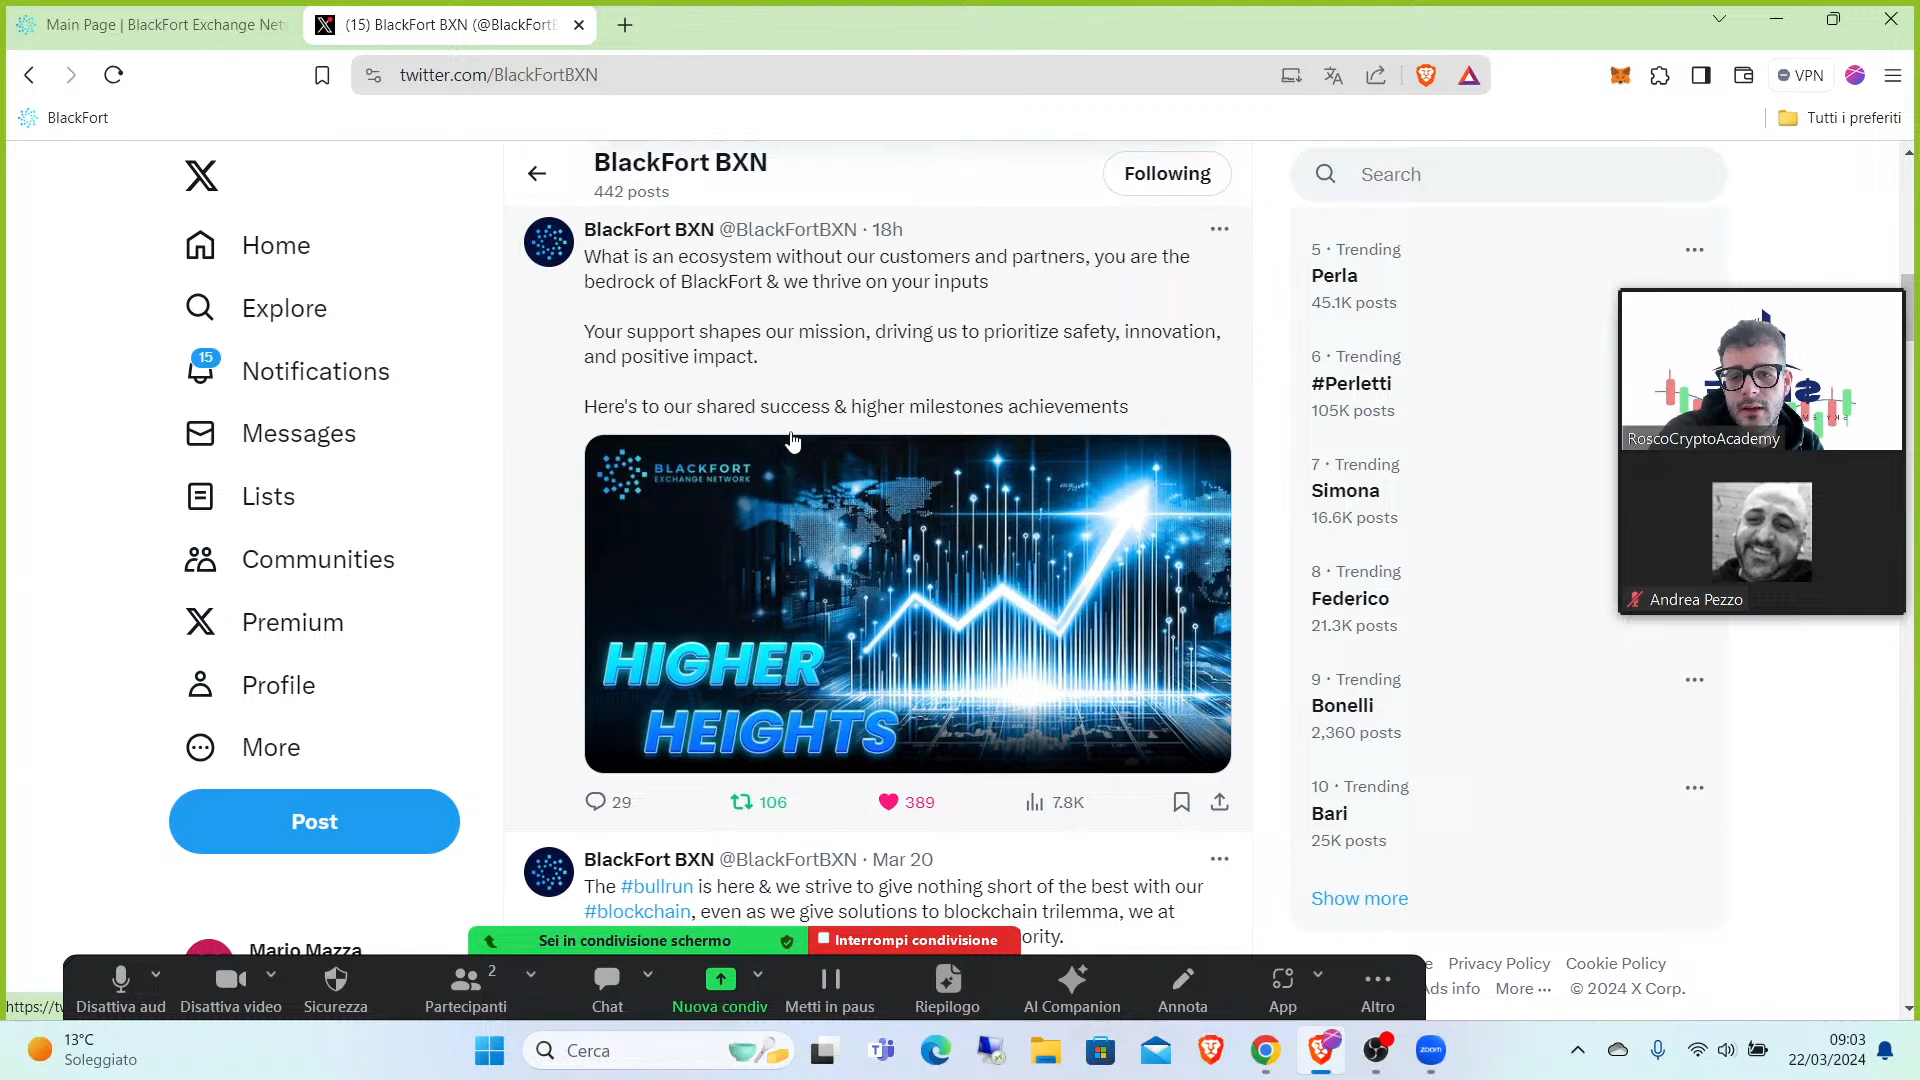 Main Page | BlackFort Exchange Netw
(15) BlackFort BXN (@BlackFortB
twitter.com/BlackFortBXN
VPN
BlackFort
Tutti i preferiti
BlackFort BXN
442 posts
Following
Search
Home
Explore
15
Notifications
Messages
Lists
Communities
Premium
Profile
More
Post
Mario Mazza
BlackFort BXN @BlackFortBXN · 18h
What is an ecosystem without our customers and partners, you are the
bedrock of BlackFort & we thrive on your inputs
Your support shapes our mission, driving us to prioritize safety, innovation,
and positive impact.
Here's to our shared success & higher milestones achievements
BLACKFORT
EXCHANGE NETWORK
HIGHER
HEIGHTS
29
106
389
7.8K
BlackFort BXN @BlackFortBXN · Mar 20
The #bullrun is here & we strive to give nothing short of the best with our
#blockchain, even as we give solutions to blockchain trilemma, we at
ority.
5 · Trending
Perla
45.1K posts
6 · Trending
#Perletti
105K posts
7 · Trending
Simona
16.6K posts
8 · Trending
Federico
21.3K posts
9 · Trending
Bonelli
2,360 posts
10 · Trending
Bari
25K posts
Show more
Privacy Policy Cookie Policy
Ads info More ··· © 2024 X Corp.
RoscoCryptoAcademy
Andrea Pezzo
Sei in condivisione schermo
Interrompi condivisione
https://tw
Disattiva aud
Disattiva video
Sicurezza
2
Partecipanti
Chat
Nuova condiv
Metti in paus
Riepilogo
AI Companion
Annota
App
Altro
13°C
Soleggiato
Cerca
zoom
09:03
22/03/2024